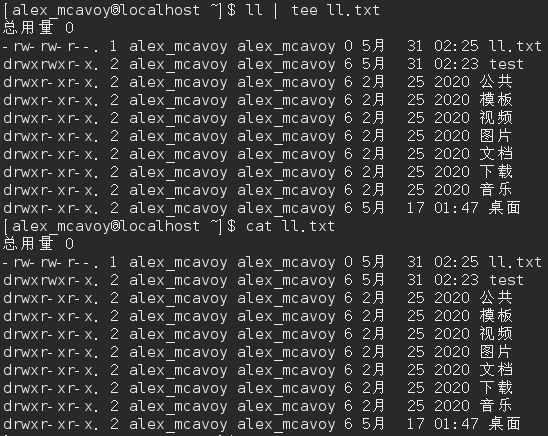 [alex_mcavoy@localhost ~]$ ll | tee ll.txt
总用量 0
-rw-rw-r--. 1 alex_mcavoy alex_mcavoy 0 5月  31 02:25 ll.txt
drwxrwxr-x. 2 alex_mcavoy alex_mcavoy 6 5月  31 02:23 test
drwxr-xr-x. 2 alex_mcavoy alex_mcavoy 6 2月  25 2020 公共
drwxr-xr-x. 2 alex_mcavoy alex_mcavoy 6 2月  25 2020 模板
drwxr-xr-x. 2 alex_mcavoy alex_mcavoy 6 2月  25 2020 视频
drwxr-xr-x. 2 alex_mcavoy alex_mcavoy 6 2月  25 2020 图片
drwxr-xr-x. 2 alex_mcavoy alex_mcavoy 6 2月  25 2020 文档
drwxr-xr-x. 2 alex_mcavoy alex_mcavoy 6 2月  25 2020 下载
drwxr-xr-x. 2 alex_mcavoy alex_mcavoy 6 2月  25 2020 音乐
drwxr-xr-x. 2 alex_mcavoy alex_mcavoy 6 5月  17 01:47 桌面
[alex_mcavoy@localhost ~]$ cat ll.txt
总用量 0
-rw-rw-r--. 1 alex_mcavoy alex_mcavoy 0 5月  31 02:25 ll.txt
drwxrwxr-x. 2 alex_mcavoy alex_mcavoy 6 5月  31 02:23 test
drwxr-xr-x. 2 alex_mcavoy alex_mcavoy 6 2月  25 2020 公共
drwxr-xr-x. 2 alex_mcavoy alex_mcavoy 6 2月  25 2020 模板
drwxr-xr-x. 2 alex_mcavoy alex_mcavoy 6 2月  25 2020 视频
drwxr-xr-x. 2 alex_mcavoy alex_mcavoy 6 2月  25 2020 图片
drwxr-xr-x. 2 alex_mcavoy alex_mcavoy 6 2月  25 2020 文档
drwxr-xr-x. 2 alex_mcavoy alex_mcavoy 6 2月  25 2020 下载
drwxr-xr-x. 2 alex_mcavoy alex_mcavoy 6 2月  25 2020 音乐
drwxr-xr-x. 2 alex_mcavoy alex_mcavoy 6 5月  17 01:47 桌面